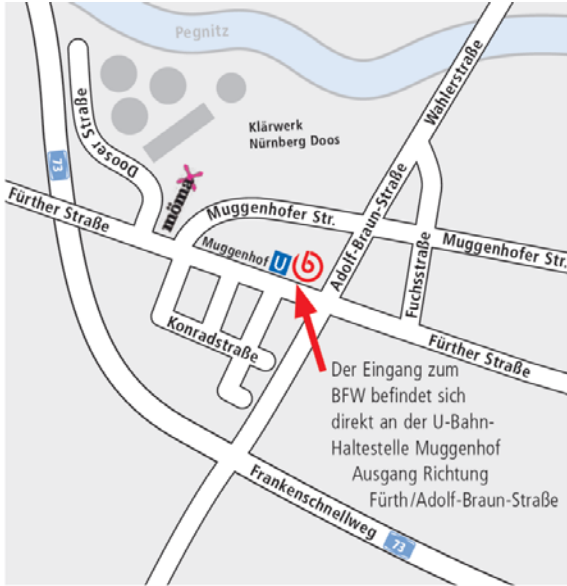 Pegnitz
Wahlerstraße
Klärwerk
Nürnberg Doos
Dooser Straße
73
mömax
Fürther Straße
Muggenhofer Str.
Adolf-Braun-Straße
Muggenhofer Str.
Muggenhof U b
Fuchsstraße
Konradstraße
Fürther Straße
Der Eingang zum
BFW befindet sich
direkt an der U-Bahn-
Haltestelle Muggenhof
Ausgang Richtung
Fürth/Adolf-Braun-Straße
Frankenschnellweg
73